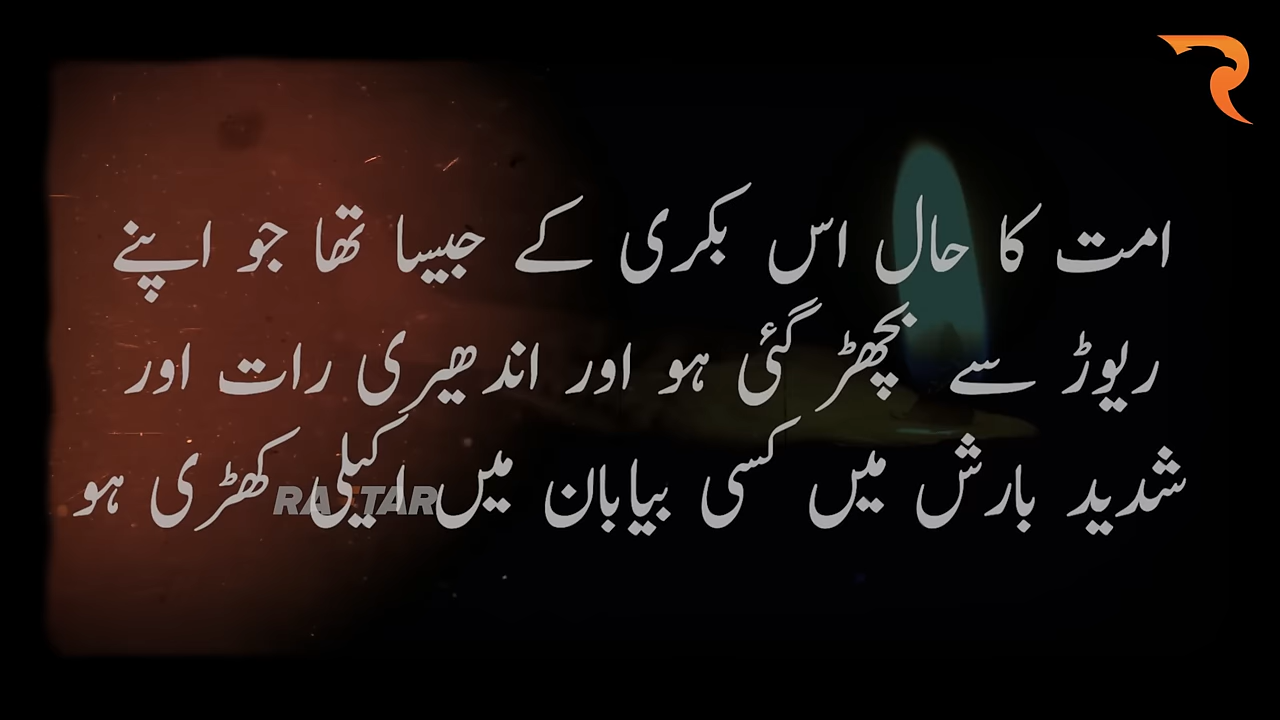 امت کا حال اس بکری کے جیسا تھا جو اپنے
ریوڑ سے بچھڑ گئی ہو اور اندھیری رات اور
شدید بارش میں کسی بیابان میں اکیلی کھڑی ہو
RAFTAR